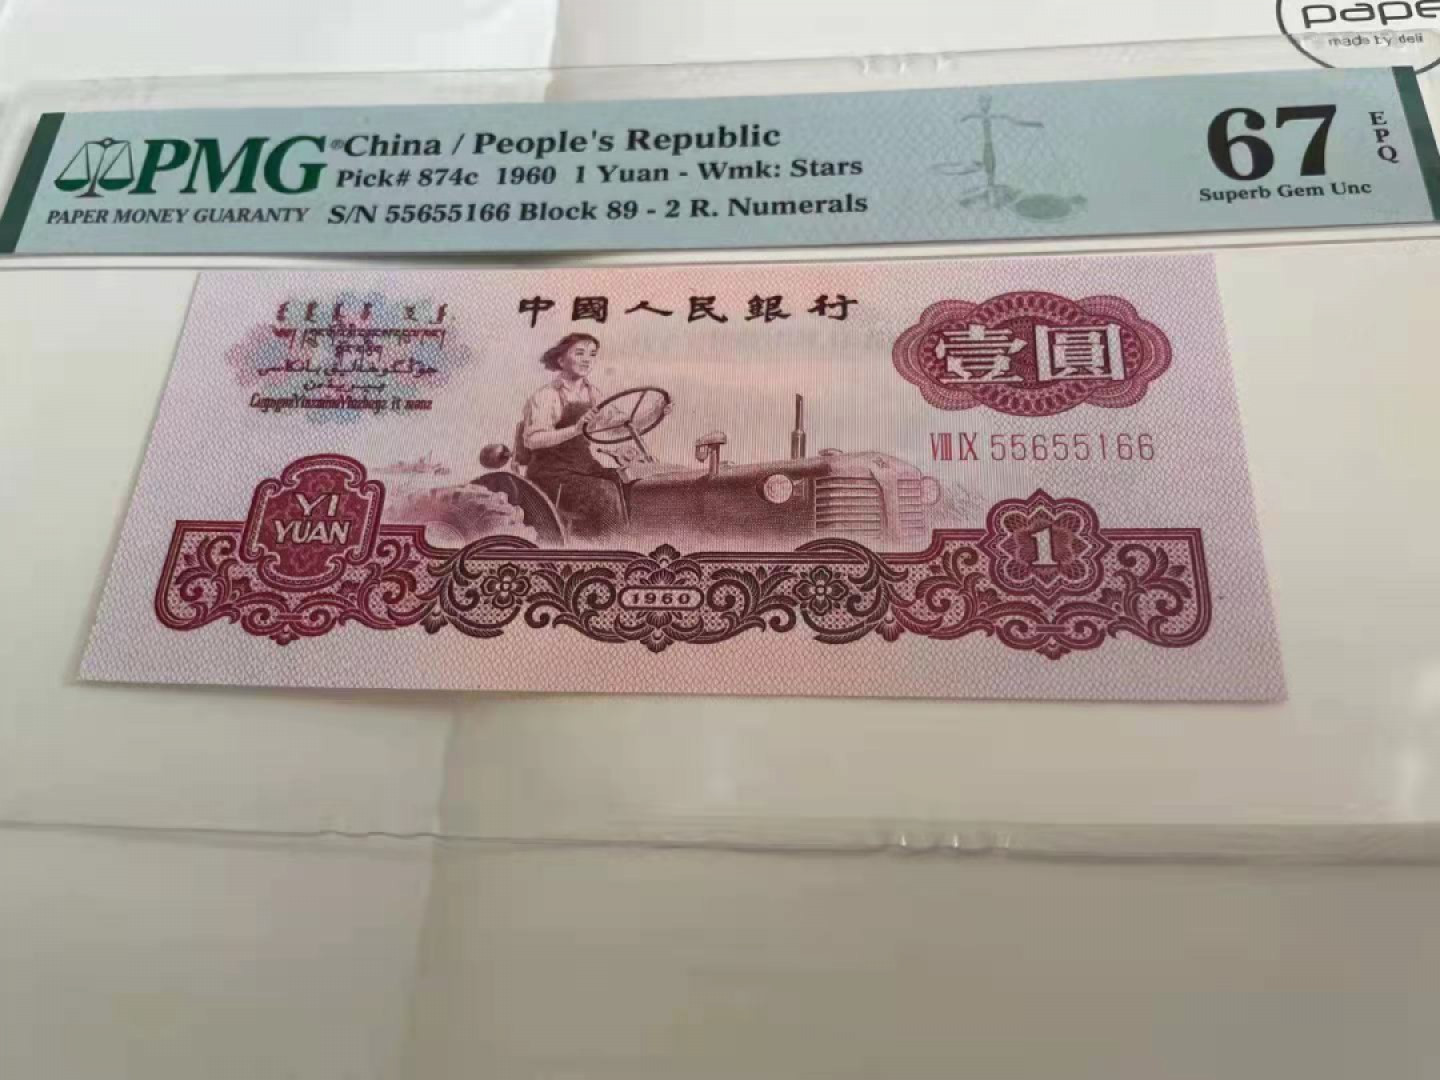 pape
made by deli
PMG
PAPER MONEY GUARANTY
®China / People's Republic
Pick# 874c 1960 1 Yuan - Wmk: Stars
S/N 55655166 Block 89 - 2 R. Numerals
67
EPQ
Superb Gem Unc
中國人民銀行
壹圓
VIII IX 55655166
YI
YUAN
1960
1